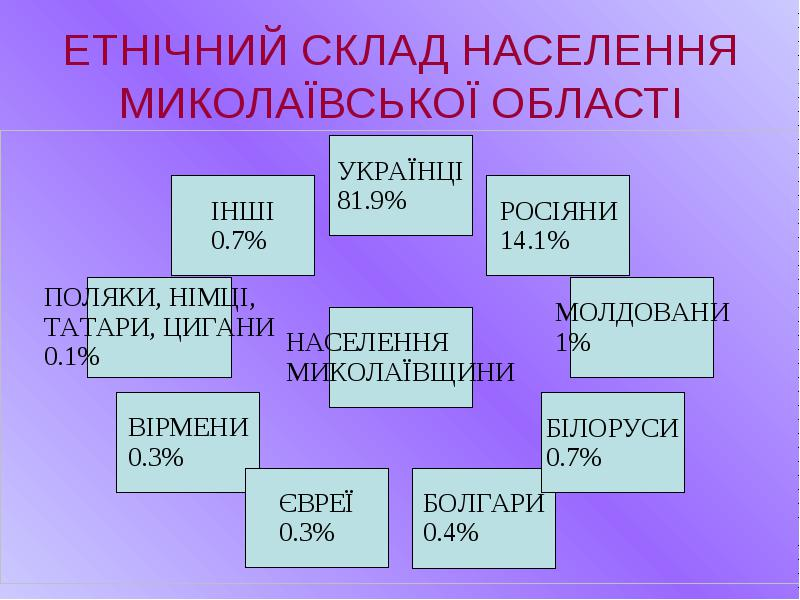 ЕТНІЧНИЙ СКЛАД НАСЕЛЕННЯ
МИКОЛАЇВСЬКОЇ ОБЛАСТІ
УКРАЇНЦІ
81.9%
РОСІЯНИ
14.1%
МОЛДОВАНИ
1%
БІЛОРУСИ
0.7%
БОЛГАРИ
0.4%
ЄВРЕЇ
0.3%
ВІРМЕНИ
0.3%
ПОЛЯКИ, НІМЦІ,
ТАТАРИ, ЦИГАНИ
0.1%
ІНШІ
0.7%
НАСЕЛЕННЯ
МИКОЛАЇВЩИНИ